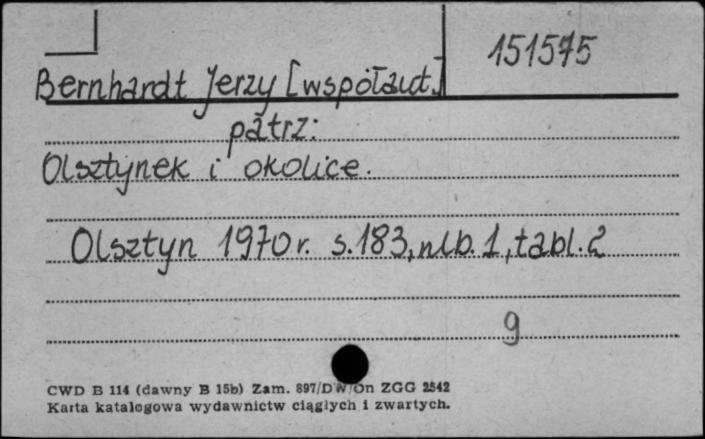 151575
Bernhardt Jerzy [współaut.]
patrz:
Olsztynek i okolice.
Olsztyn 1970 r. s. 183, nlb. 1, tabl. 2
9
CWD B 114 (dawny B 15b) Zam. 897/DW/On ZGG 2542
Karta katalogowa wydawnictw ciągłych i zwartych.